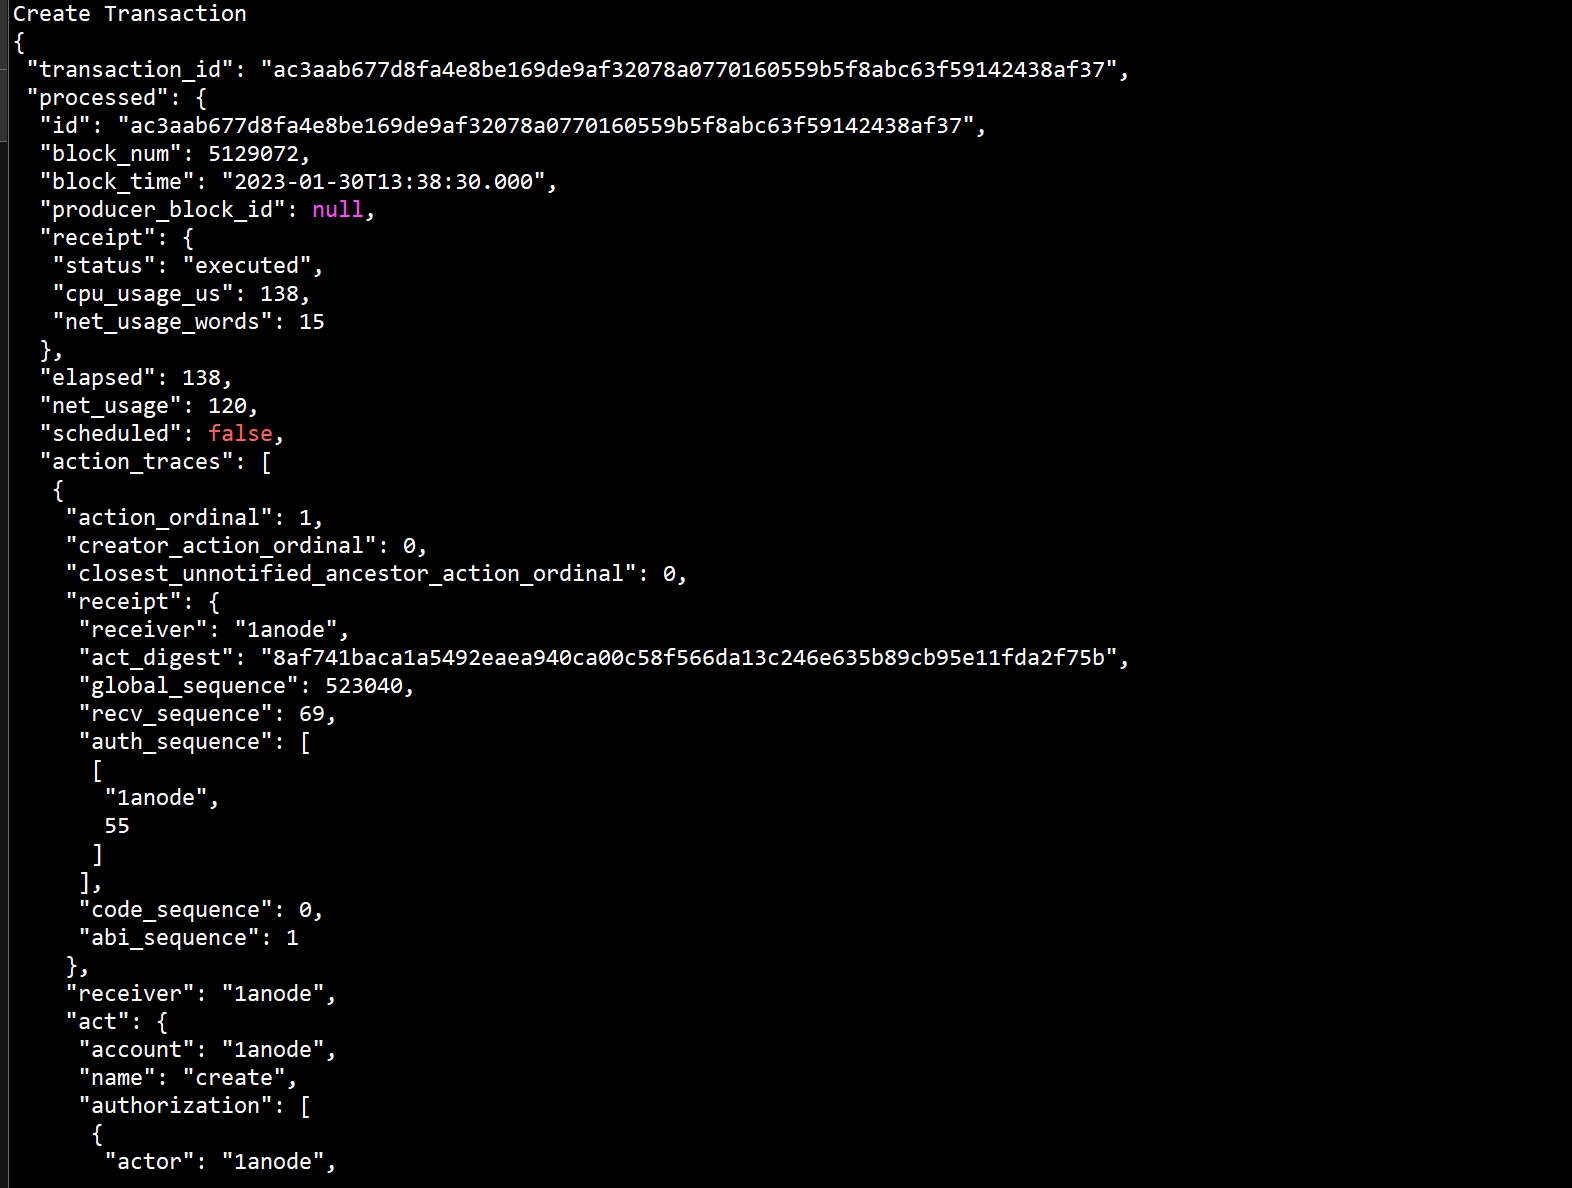 Create Transaction
{
"transaction_id": "ac3aab677d8fa4e8be169de9af32078a0770160559b5f8abc63f59142438af37",
"processed": {
"id": "ac3aab677d8fa4e8be169de9af32078a0770160559b5f8abc63f59142438af37",
"block_num": 5129072,
"block_time": "2023-01-30T13:38:30.000",
"producer_block_id": null,
"receipt": {
"status": "executed",
"cpu_usage_us": 138,
"net_usage_words": 15
},
"elapsed": 138,
"net_usage": 120,
"scheduled": false,
"action_traces": [
{
"action_ordinal": 1,
"creator_action_ordinal": 0,
"closest_unnotified_ancestor_action_ordinal": 0,
"receipt": {
"receiver": "1anode",
"act_digest": "8af741baca1a5492eaea940ca00c58f566da13c246e635b89cb95e11fda2f75b",
"global_sequence": 523040,
"recv_sequence": 69,
"auth_sequence": [
[
"1anode",
55
]
],
"code_sequence": 0,
"abi_sequence": 1
},
"receiver": "1anode",
"act": {
"account": "1anode",
"name": "create",
"authorization": [
{
"actor": "1anode",